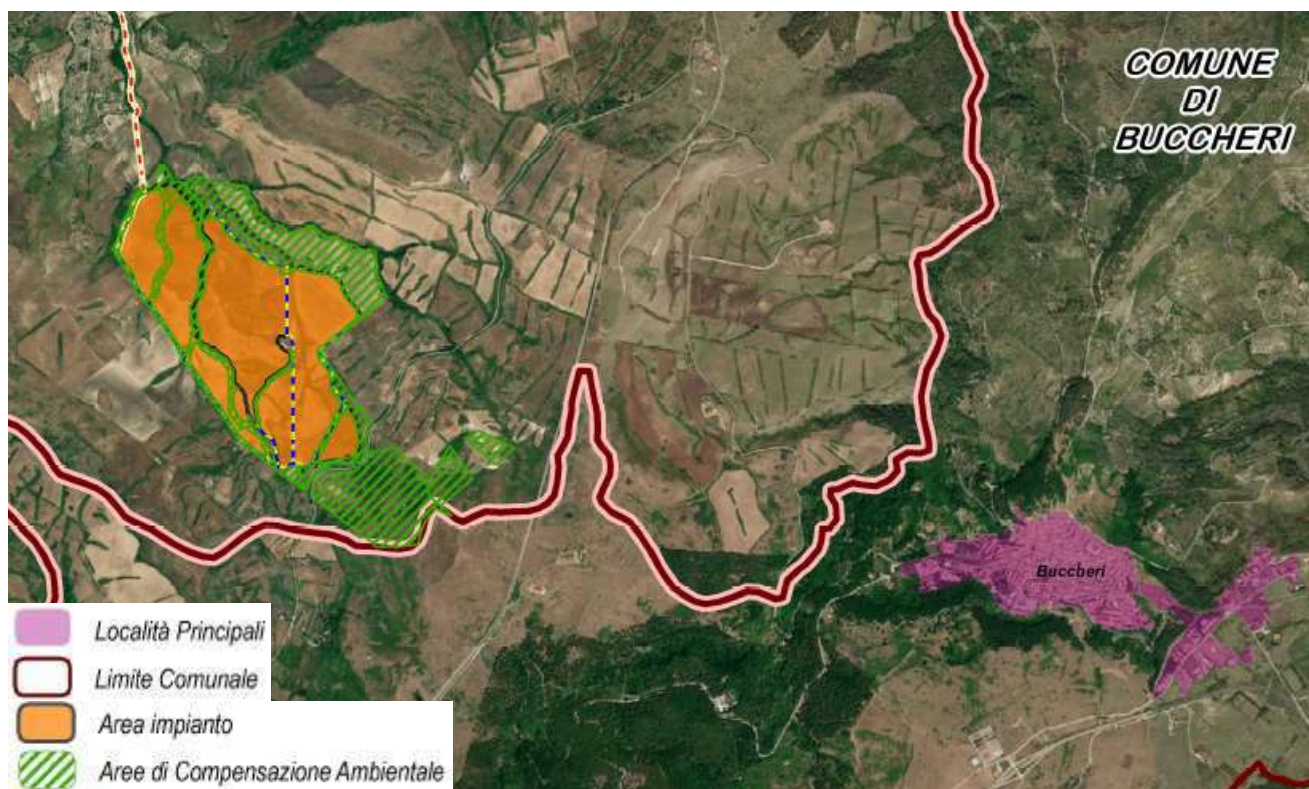 COMUNE
DI
BUCCHERI
Buccheri
Località Principali
Limite Comunale
Area impianto
Aree di Compensazione Ambientale